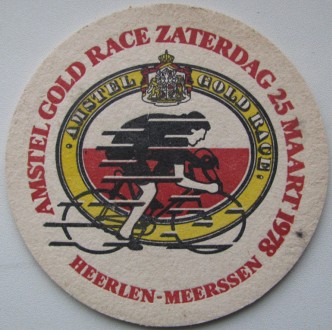 AMSTEL GOLD RACE ZATERDAG 25 MAART 1978
· AMSTEL GOLD RACE ·
HEERLEN-MEERSSEN